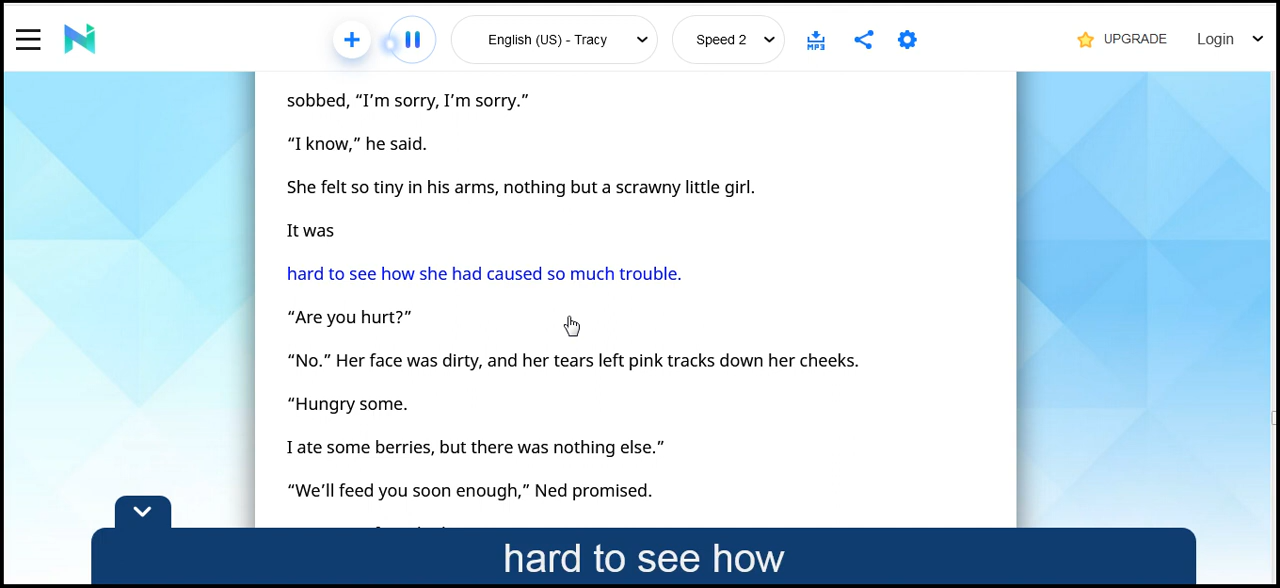 English (US) - Tracy
Speed 2
MP3
UPGRADE
Login
sobbed, “I’m sorry, I’m sorry.”
“I know,” he said.
She felt so tiny in his arms, nothing but a scrawny little girl.
It was
hard to see how she had caused so much trouble.
“Are you hurt?”
“No.” Her face was dirty, and her tears left pink tracks down her cheeks.
“Hungry some.
I ate some berries, but there was nothing else.”
“We’ll feed you soon enough,” Ned promised.
hard to see how